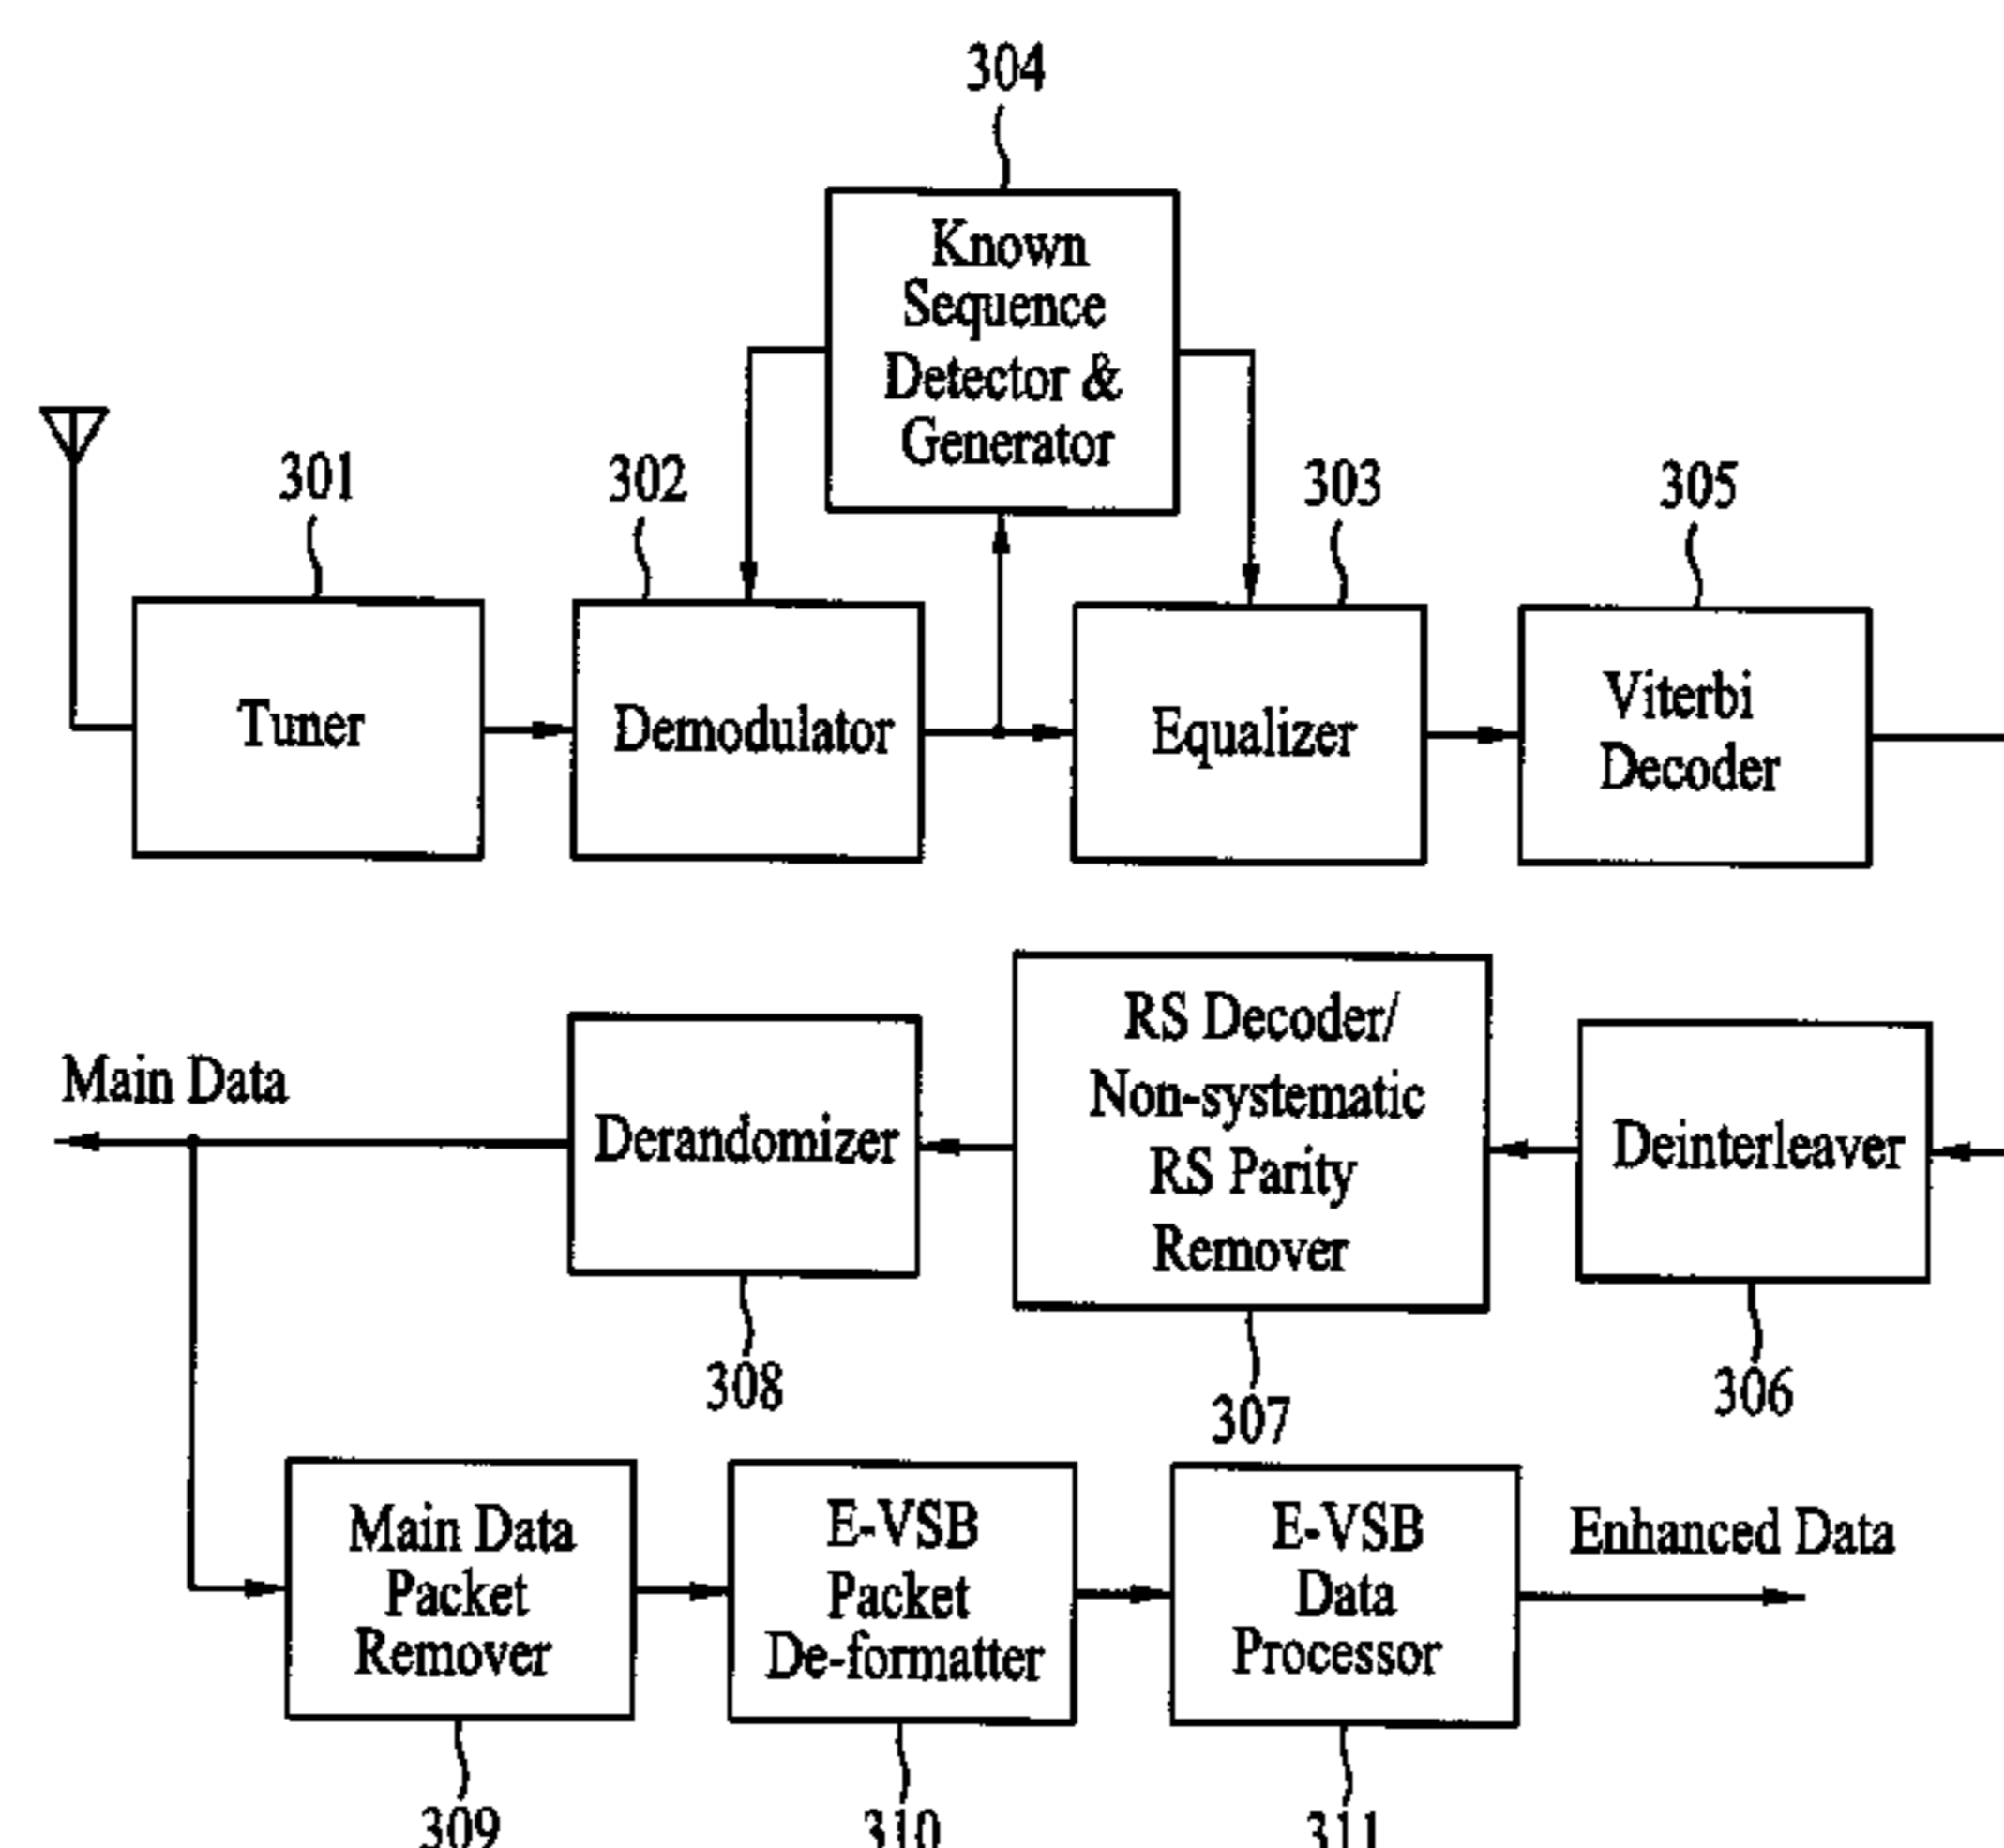 304
Known
Sequence
Detector &
Generator
301
302
303
305
Tuner
Demodulator
Equalizer
Viterbi
Decoder
Main Data
Derandomizer
RS Decoder/
Non-systematic
RS Parity
Remover
Deinterleaver
308
307
306
Main Data
Packet
Remover
E-VSB
Packet
De-formatter
E-VSB
Data
Processor
Enhanced Data
309
310
311